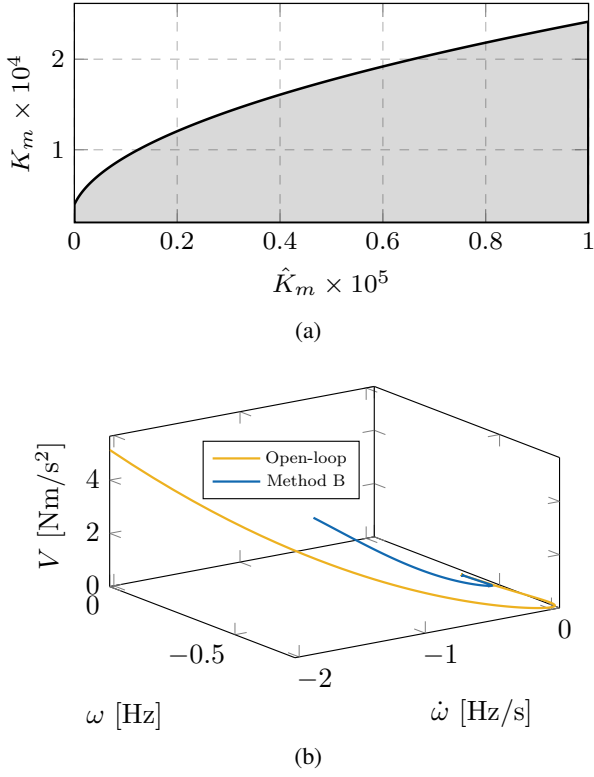 2
1
K_m × 10^4
0
0.2
0.4
0.6
0.8
1
K̂_m × 10^5
(a)
Open-loop
Method B
V [Nm/s²]
4
2
0
0
−0.5
−2
−1
0
ω [Hz]
ω̇ [Hz/s]
(b)